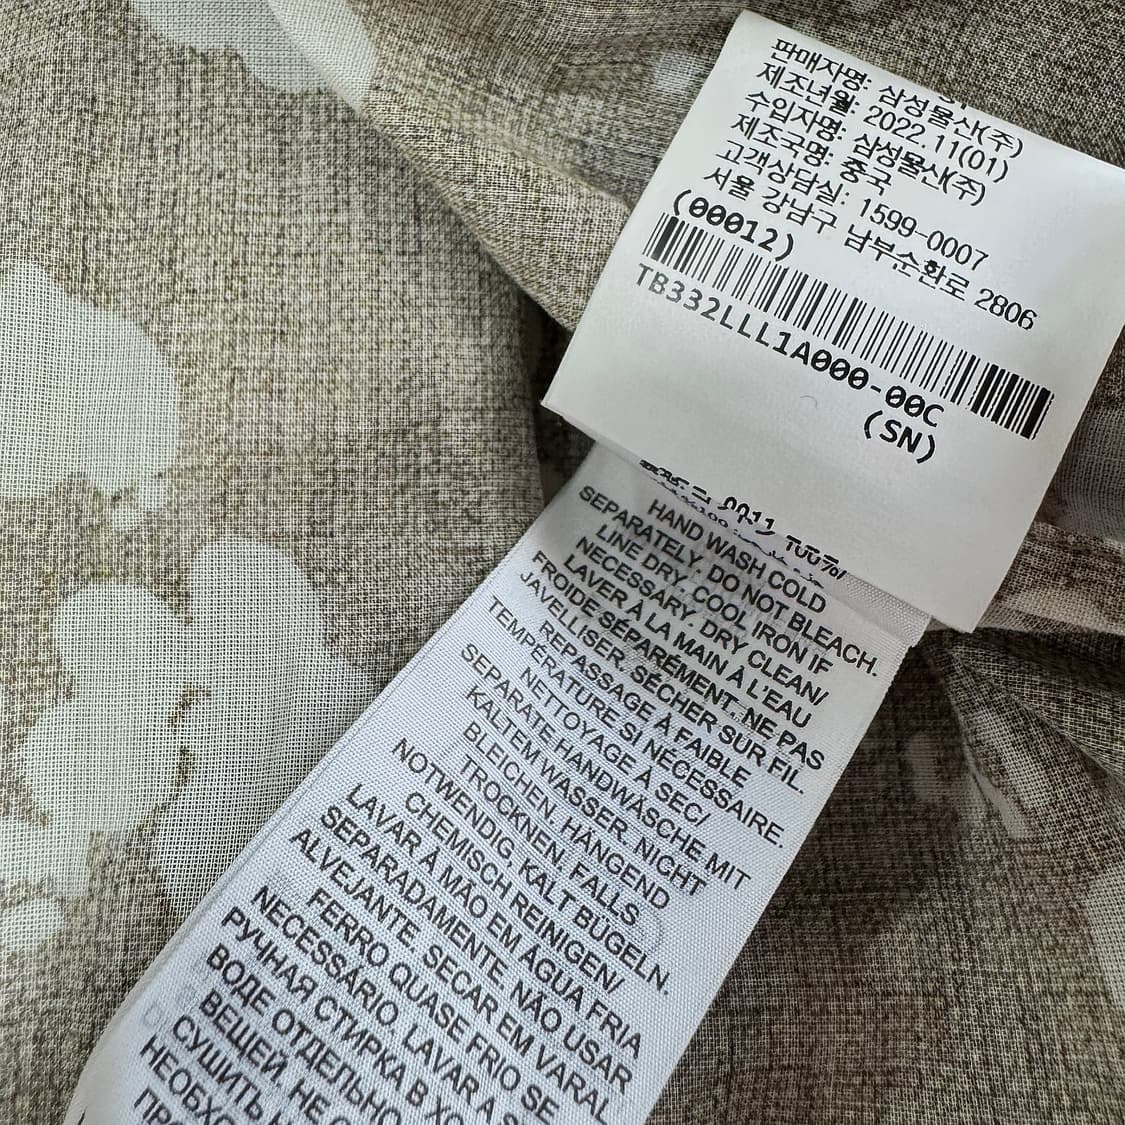 판매자명: 삼성물산(주)
제조년월: 2022.11(01)
수입자명: 삼성물산(주)
제조국명: 중국
고객상담실: 1599-0007
서울 강남구 남부순환로 2806
(00012)
TB332LLL1A000-00C
(SN)
100%/
HAND WASH COLD
SEPARATELY. DO NOT BLEACH.
LINE DRY. COOL IRON IF
NECESSARY. DRY CLEAN/
LAVER À LA MAIN À L'EAU
FROIDE SÉPARÉMENT. NE PAS
JAVELLISER. SÉCHER SUR FIL.
REPASSAGE À FAIBLE
TEMPÉRATURE SI NÉCESSAIRE.
NETTOYAGE À SEC/
SEPARATE HANDWÄSCHE MIT
KALTEM WASSER. NICHT
BLEICHEN. HÄNGEND
TROCKNEN. FALLS
NOTWENDIG, KALT BÜGELN.
CHEMISCH REINIGEN/
LAVAR À MÃO EM ÁGUA FRIA
SEPARADAMENTE. NÃO USAR
ALVEJANTE. SECAR EM VARAL
FERRO QUASE FRIO SE
NECESSÁRIO. LAVAR A
РУЧНАЯ СТИРКА В
ВОДЕ ОТДЕЛЬНО
ВЕЩЕЙ. НЕ
СУШИТЬ